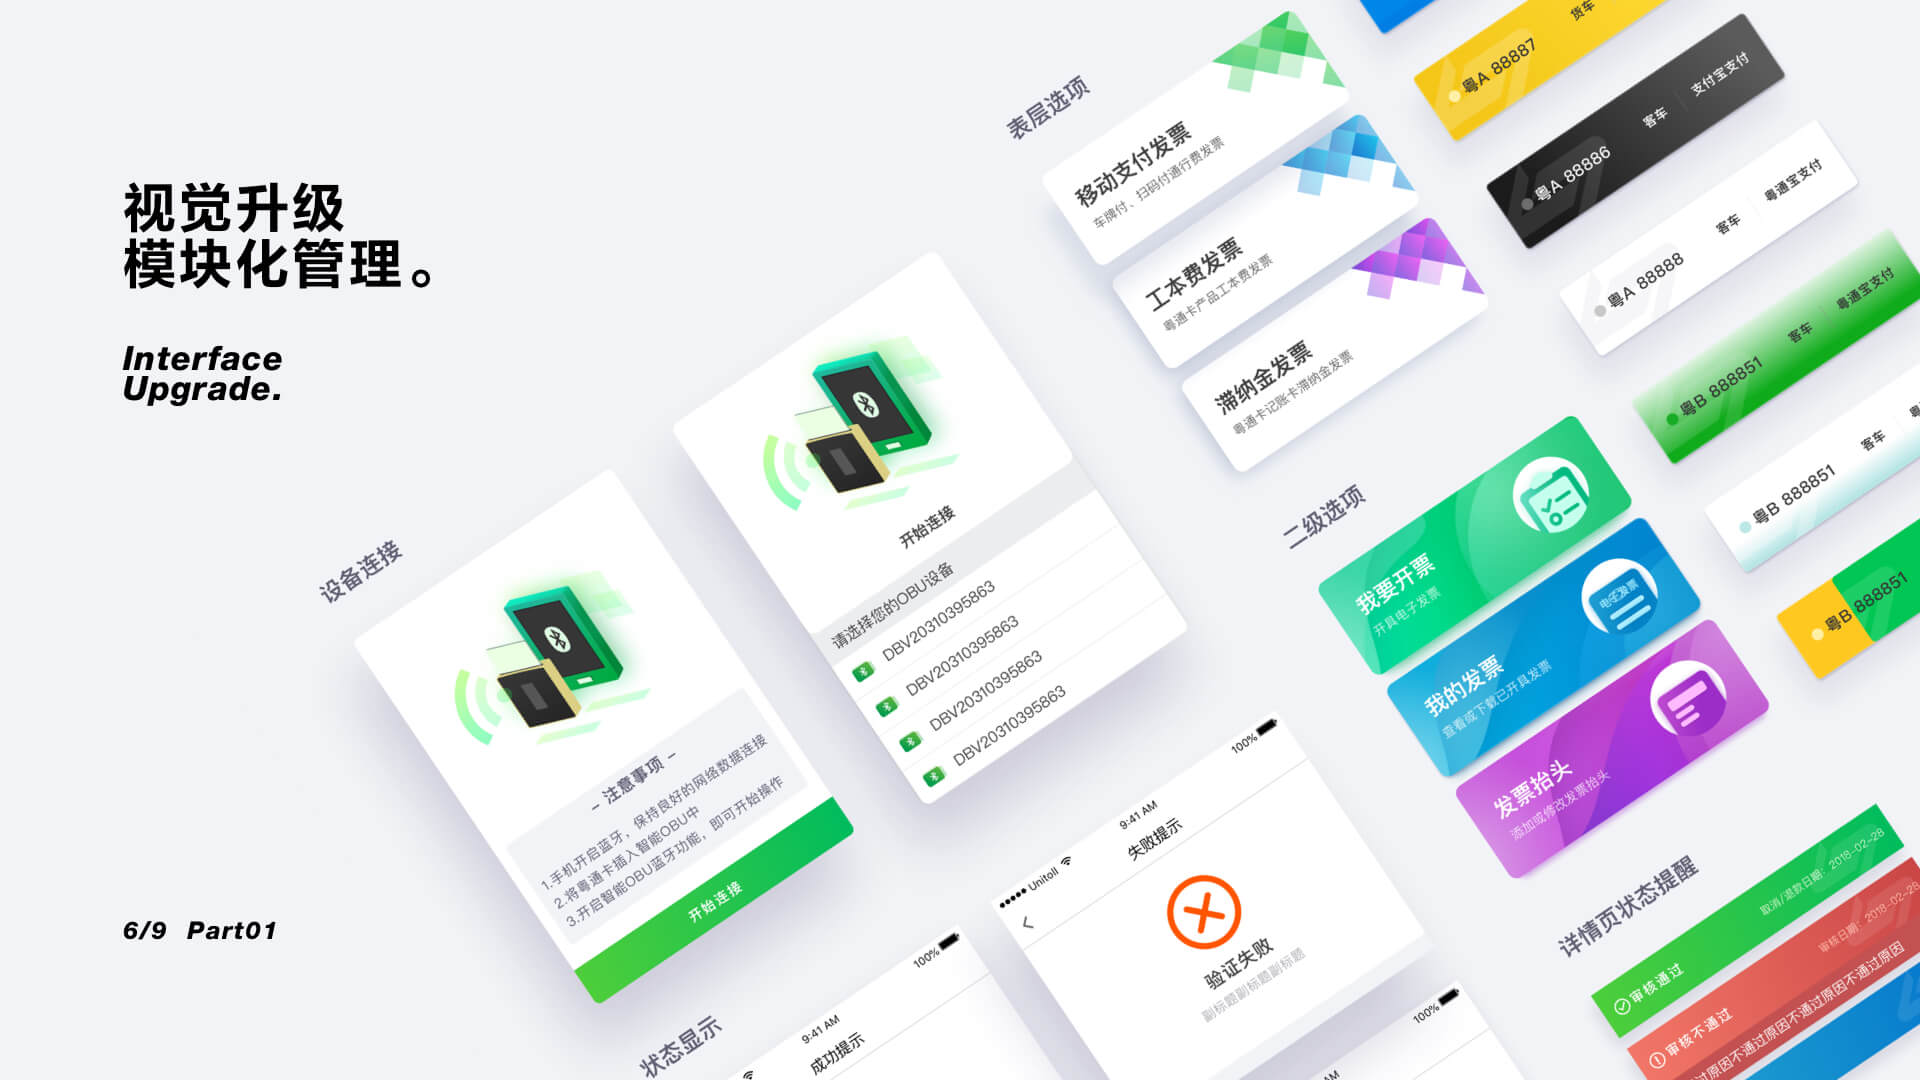 视觉升级
模块化管理。
Interface
Upgrade.
6/9 Part01
设备连接
– 注意事项 –
1.手机开启蓝牙，保持良好的网络数据连接
2.将粤通卡插入智能OBU中
3.开启智能OBU蓝牙功能，即可开始操作
开始连接
开始连接
请选择您的OBU设备
DBV20310395863
DBV20310395863
DBV20310395863
DBV20310395863
状态显示
9:41 AM
100%
成功提示
Unitoll
9:41 AM
100%
失败提示
验证失败
副标题副标题副标题
100%
AM
表层选项
移动支付发票
车牌付、扫码付通行费发票
工本费发票
粤通卡产品工本费发票
滞纳金发票
粤通卡记账卡滞纳金发票
二级选项
我要开票
开具电子发票
我的发票
查看或下载已开具发票
电子发票
发票抬头
添加或修改发票抬头
详情页状态提醒
审核通过
取消/退款日期：2018-02-28
审核不通过
审核日期：2018-02-28
原因不通过原因不通过原因不通过原因
粤A 88887
货车
粤A 88886
客车
支付宝支付
粤A 88888
客车
粤通宝支付
粤B 888851
客车
粤通宝支付
粤B 888851
客车
粤B 888851